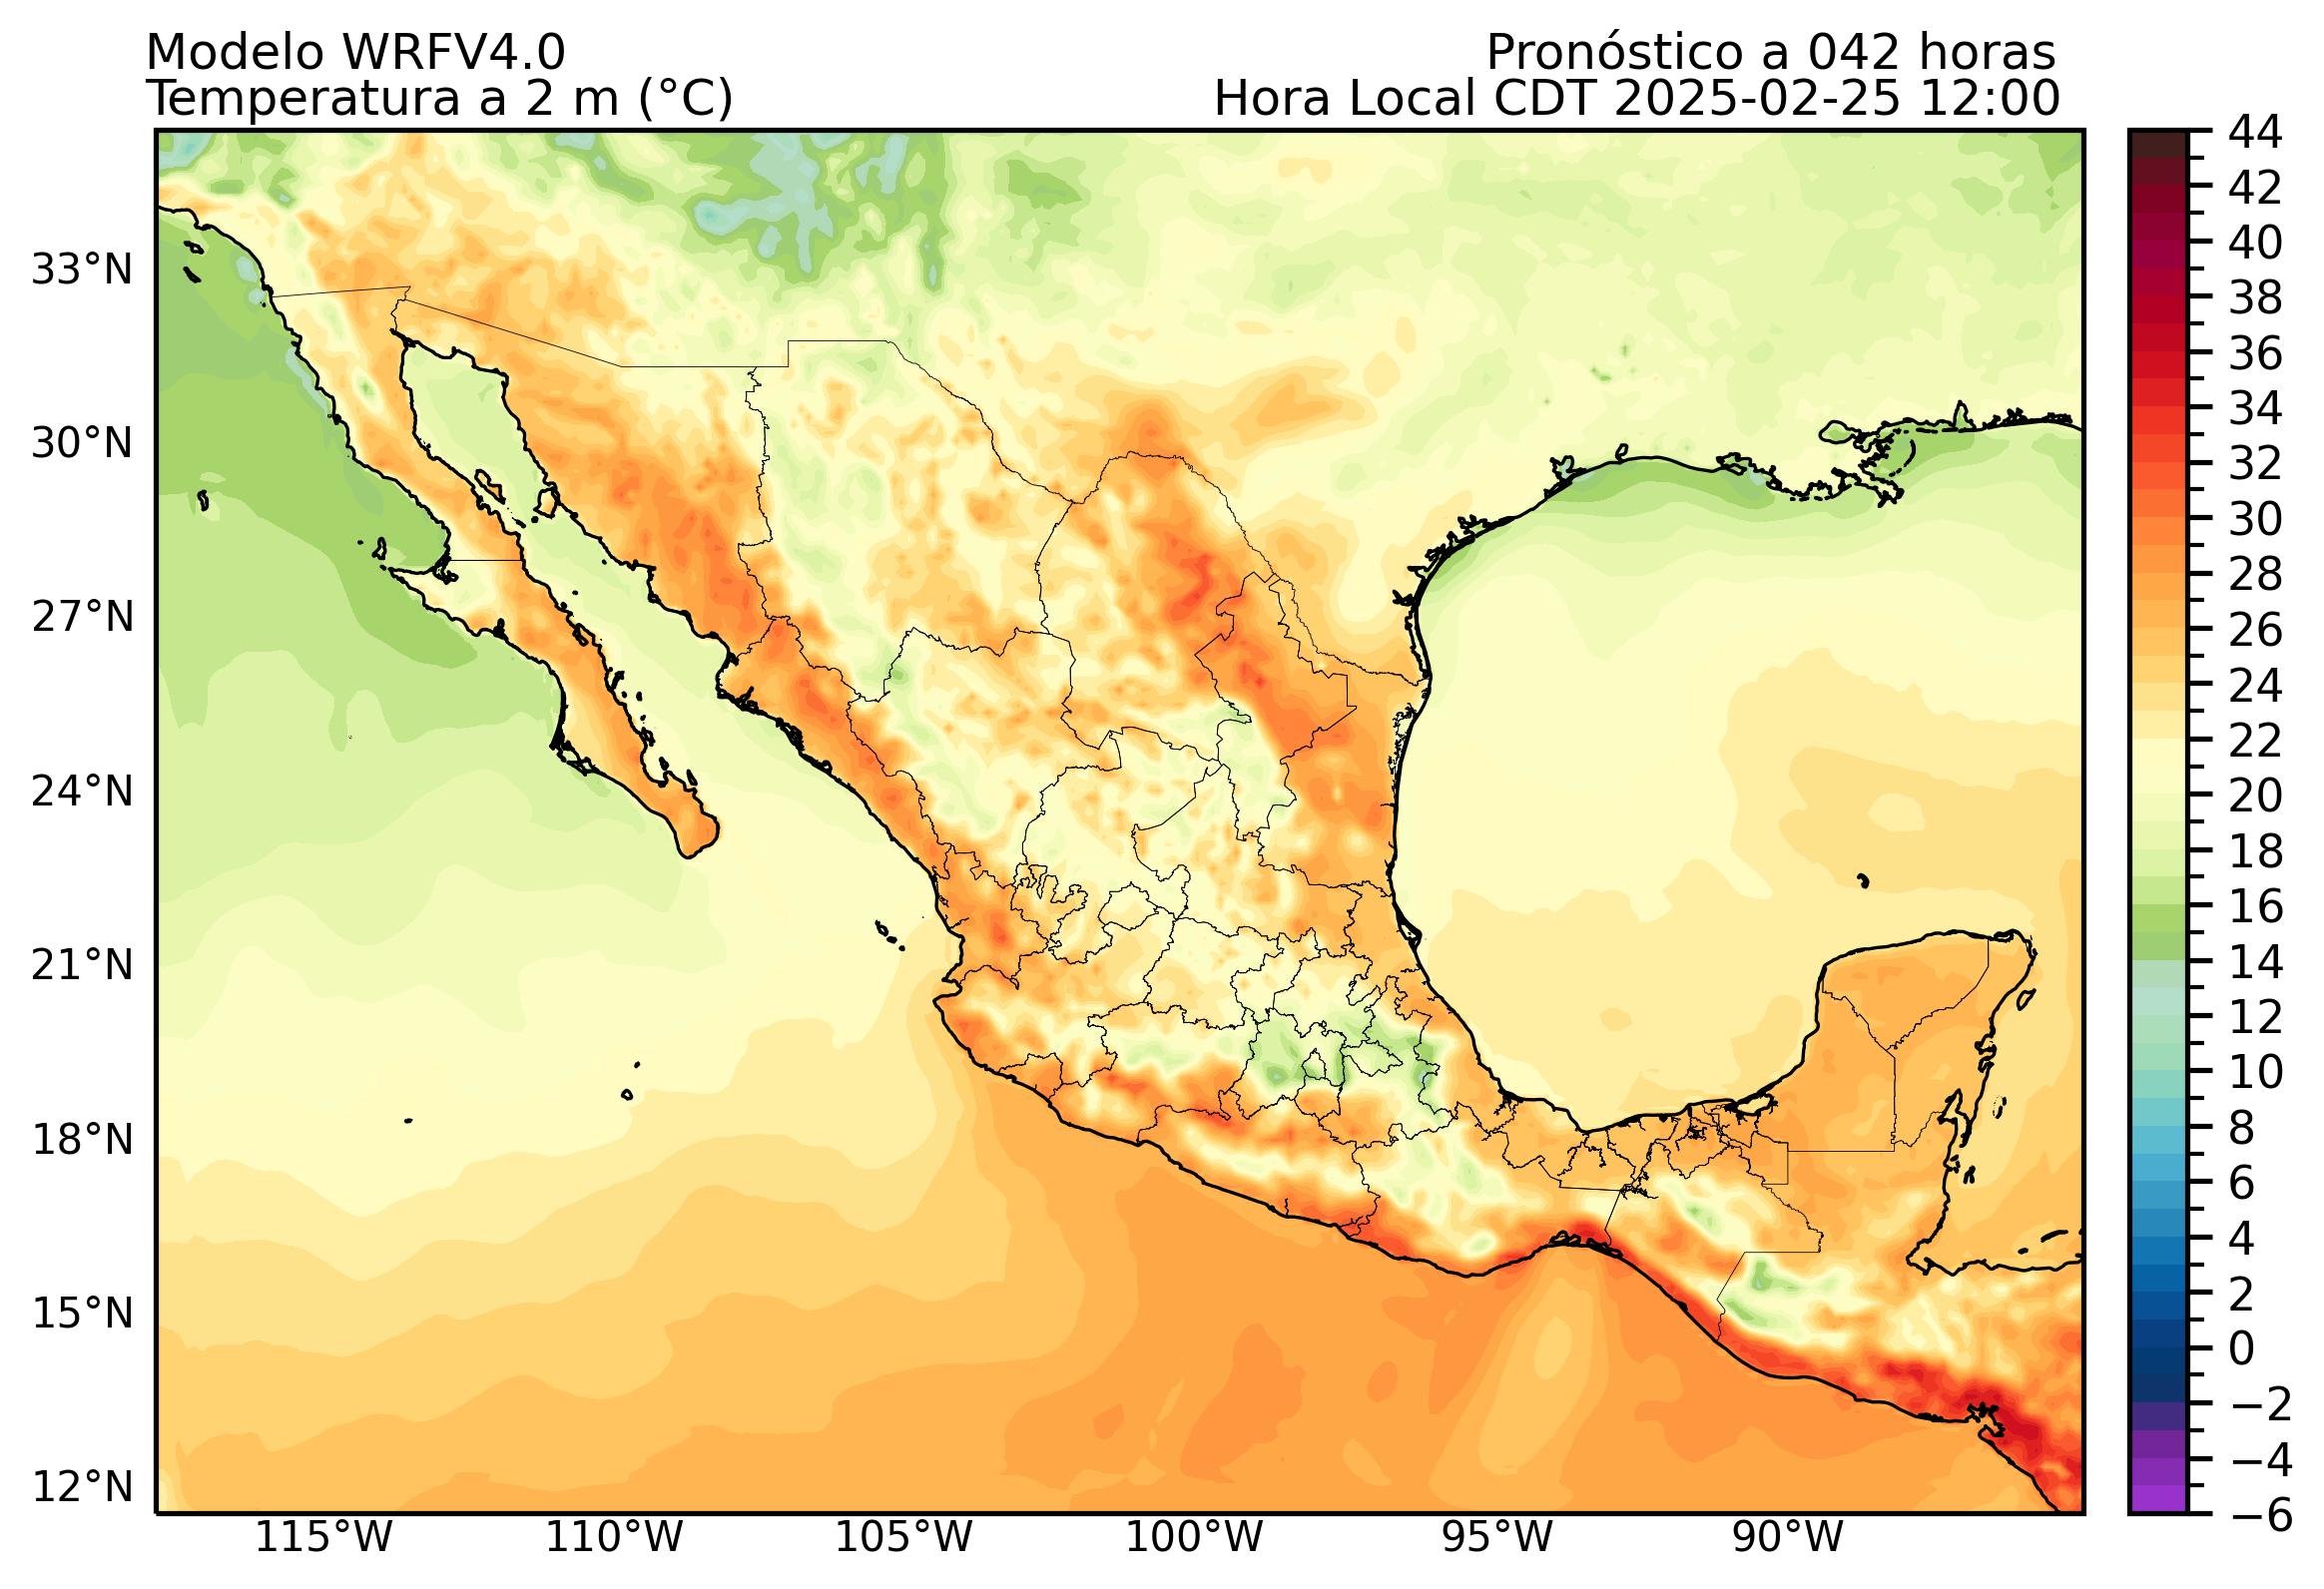 Modelo WRFV4.0
Pronóstico a 042 horas
Temperatura a 2 m (°C)
Hora Local CDT 2025-02-25 12:00
44
42
40
38
36
34
32
30
28
26
24
22
20
18
16
14
12
10
8
6
4
2
0
−2
−4
−6
33°N
30°N
27°N
24°N
21°N
18°N
15°N
12°N
115°W
110°W
105°W
100°W
95°W
90°W